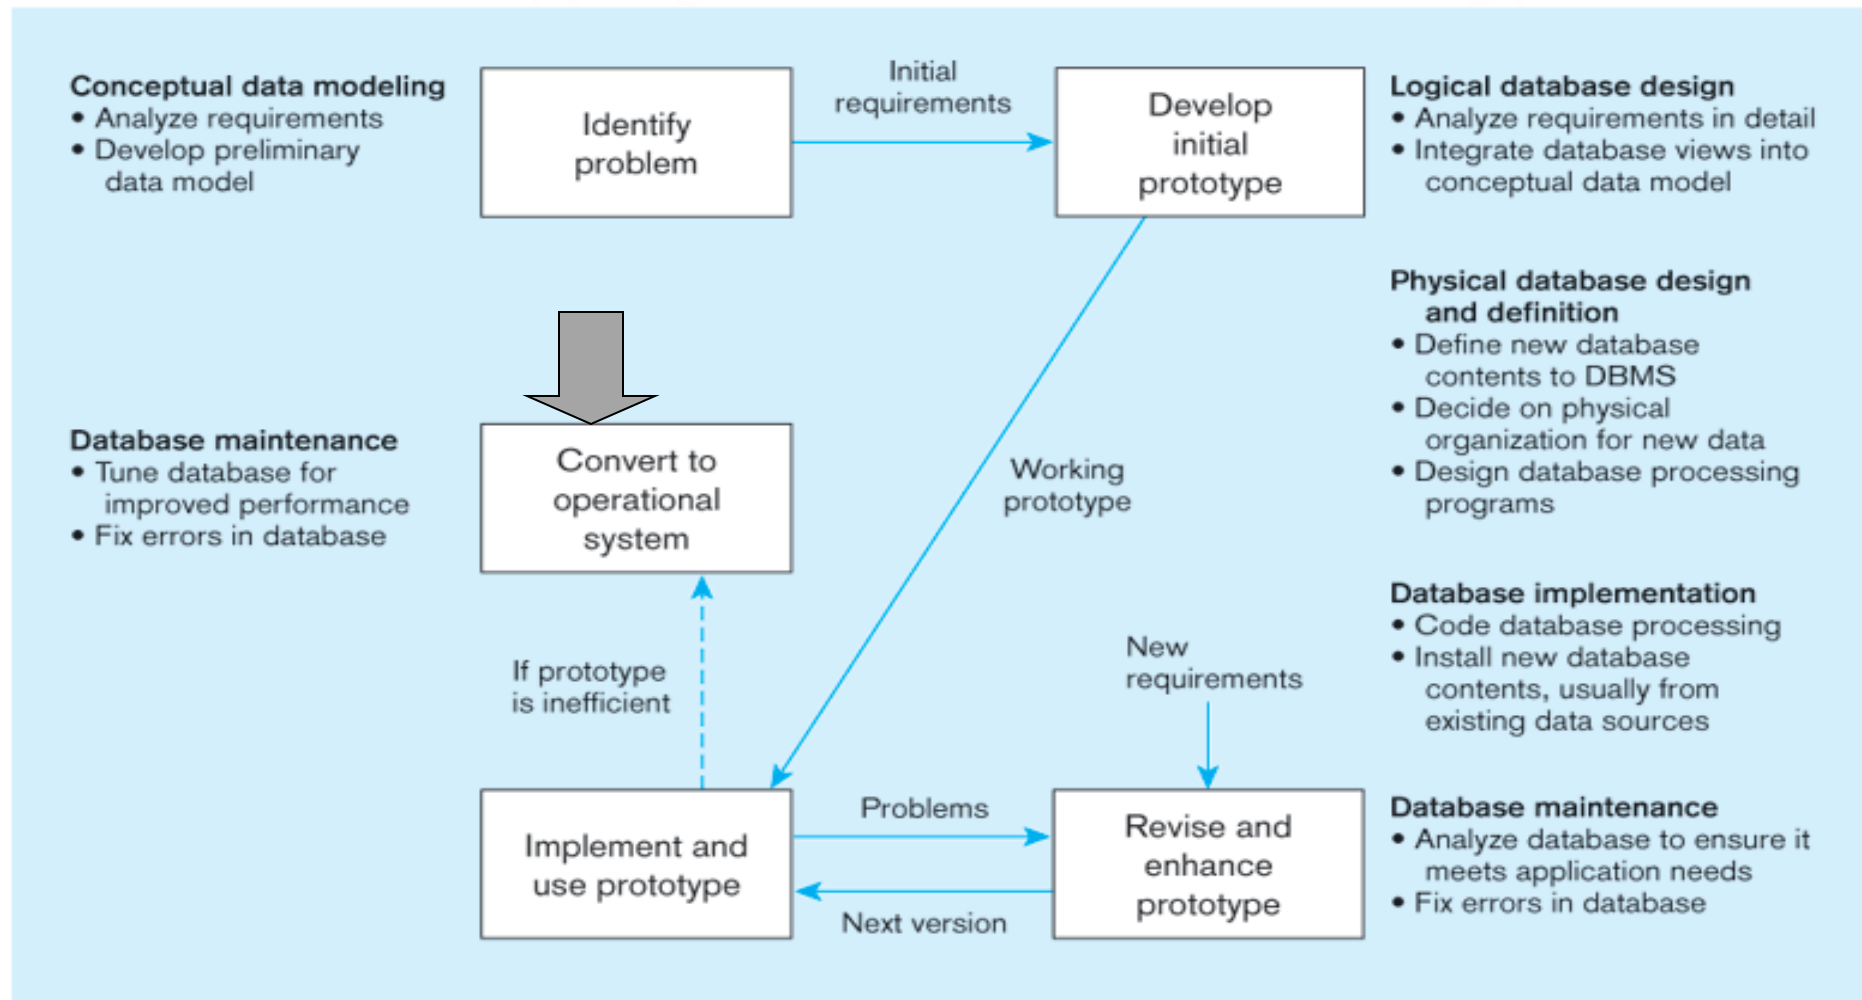 Conceptual data modeling
• Analyze requirements
• Develop preliminary
data model
Identify
problem
Initial
requirements
Develop
initial
prototype
Logical database design
• Analyze requirements in detail
• Integrate database views into
conceptual data model
Physical database design
and definition
• Define new database
contents to DBMS
• Decide on physical
organization for new data
• Design database processing
programs
Database maintenance
• Tune database for
improved performance
• Fix errors in database
Convert to
operational
system
Working
prototype
Database implementation
• Code database processing
• Install new database
contents, usually from
existing data sources
If prototype
is inefficient
New
requirements
Implement and
use prototype
Problems
Next version
Revise and
enhance
prototype
Database maintenance
• Analyze database to ensure it
meets application needs
• Fix errors in database